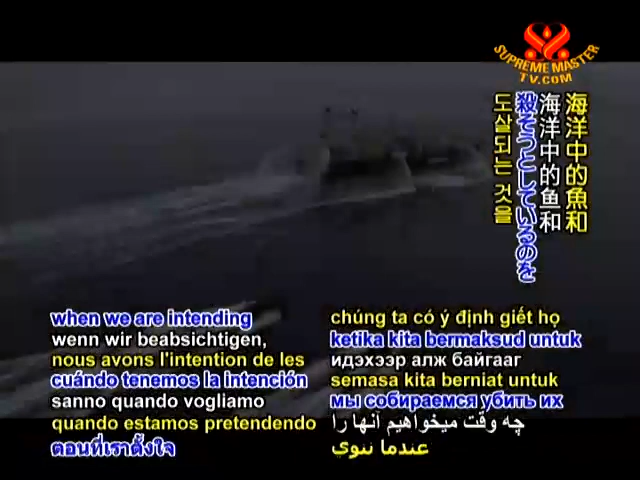 SUPREME MASTER
TV.COM
海洋中的魚和
海洋中的鱼和
殺そうとしているのを
도살되는 것을
when we are intending
wenn wir beabsichtigen,
nous avons l'intention de les
cuándo tenemos la intención
sanno quando vogliamo
quando estamos pretendendo
ตอนที่เราตั้งใจ
chúng ta có ý định giết họ
ketika kita bermaksud untuk
идэхээр алж байгааг
semasa kita berniat untuk
мы собираемся убить их
چه وقت میخواهیم آنها را
عندما ننوي